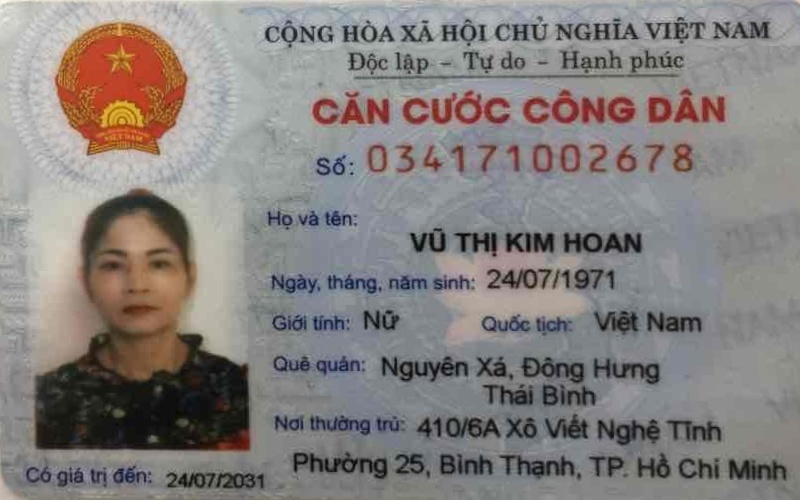 CỘNG HÒA XÃ HỘI CHỦ NGHĨA VIỆT NAM
Độc lập - Tự do - Hạnh phúc
CĂN CƯỚC CÔNG DÂN
Số: 034171002678
Họ và tên:
VŨ THỊ KIM HOAN
Ngày, tháng, năm sinh: 24/07/1971
Giới tính: Nữ Quốc tịch: Việt Nam
Quê quán: Nguyên Xá, Đông Hưng
Thái Bình
Nơi thường trú: 410/6A Xô Viết Nghệ Tĩnh
Phường 25, Bình Thạnh, TP. Hồ Chí Minh
Có giá trị đến: 24/07/2031